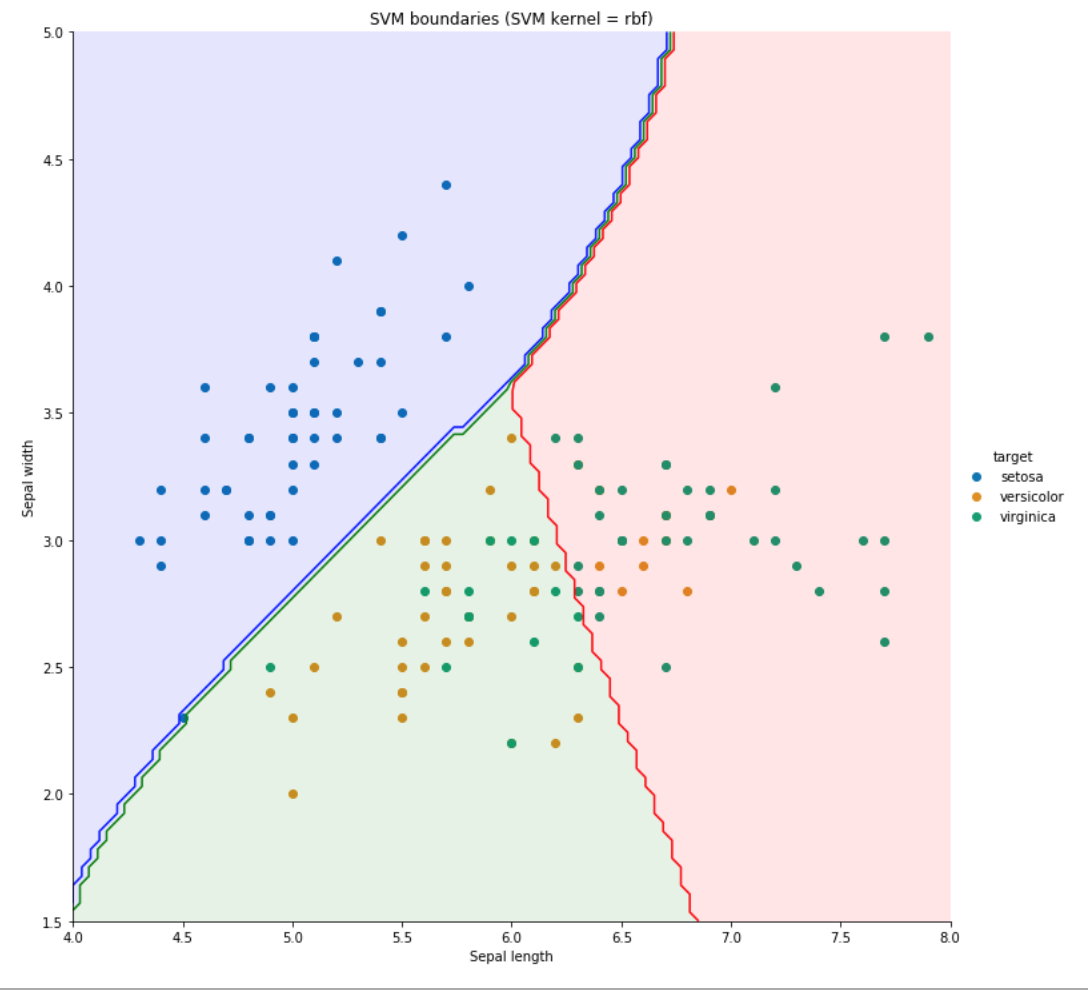 SVM boundaries (SVM kernel = rbf)
5.0
4.5
4.0
3.5
3.0
2.5
2.0
1.5
Sepal width
4.0 4.5 5.0 5.5 6.0 6.5 7.0 7.5 8.0
Sepal length
target
setosa
versicolor
virginica